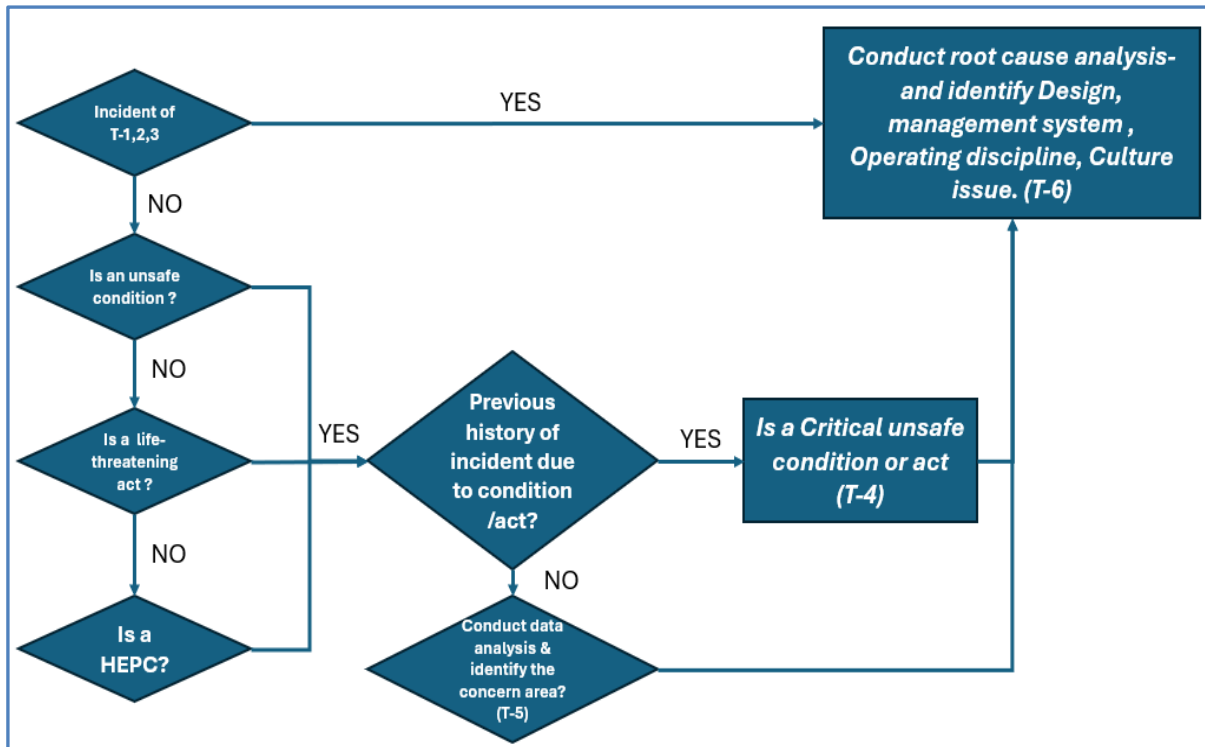 Incident of
T-1,2,3
YES
Conduct root cause analysis-
and identify Design,
management system ,
Operating discipline, Culture
issue. (T-6)
NO
Is an unsafe
condition ?
NO
Is a life-
threatening
act ?
YES
Previous
history of
incident due
to condition
/act?
YES
Is a Critical unsafe
condition or act
(T-4)
NO
Is a
HEPC?
NO
Conduct data
analysis &
identify the
concern area?
(T-5)